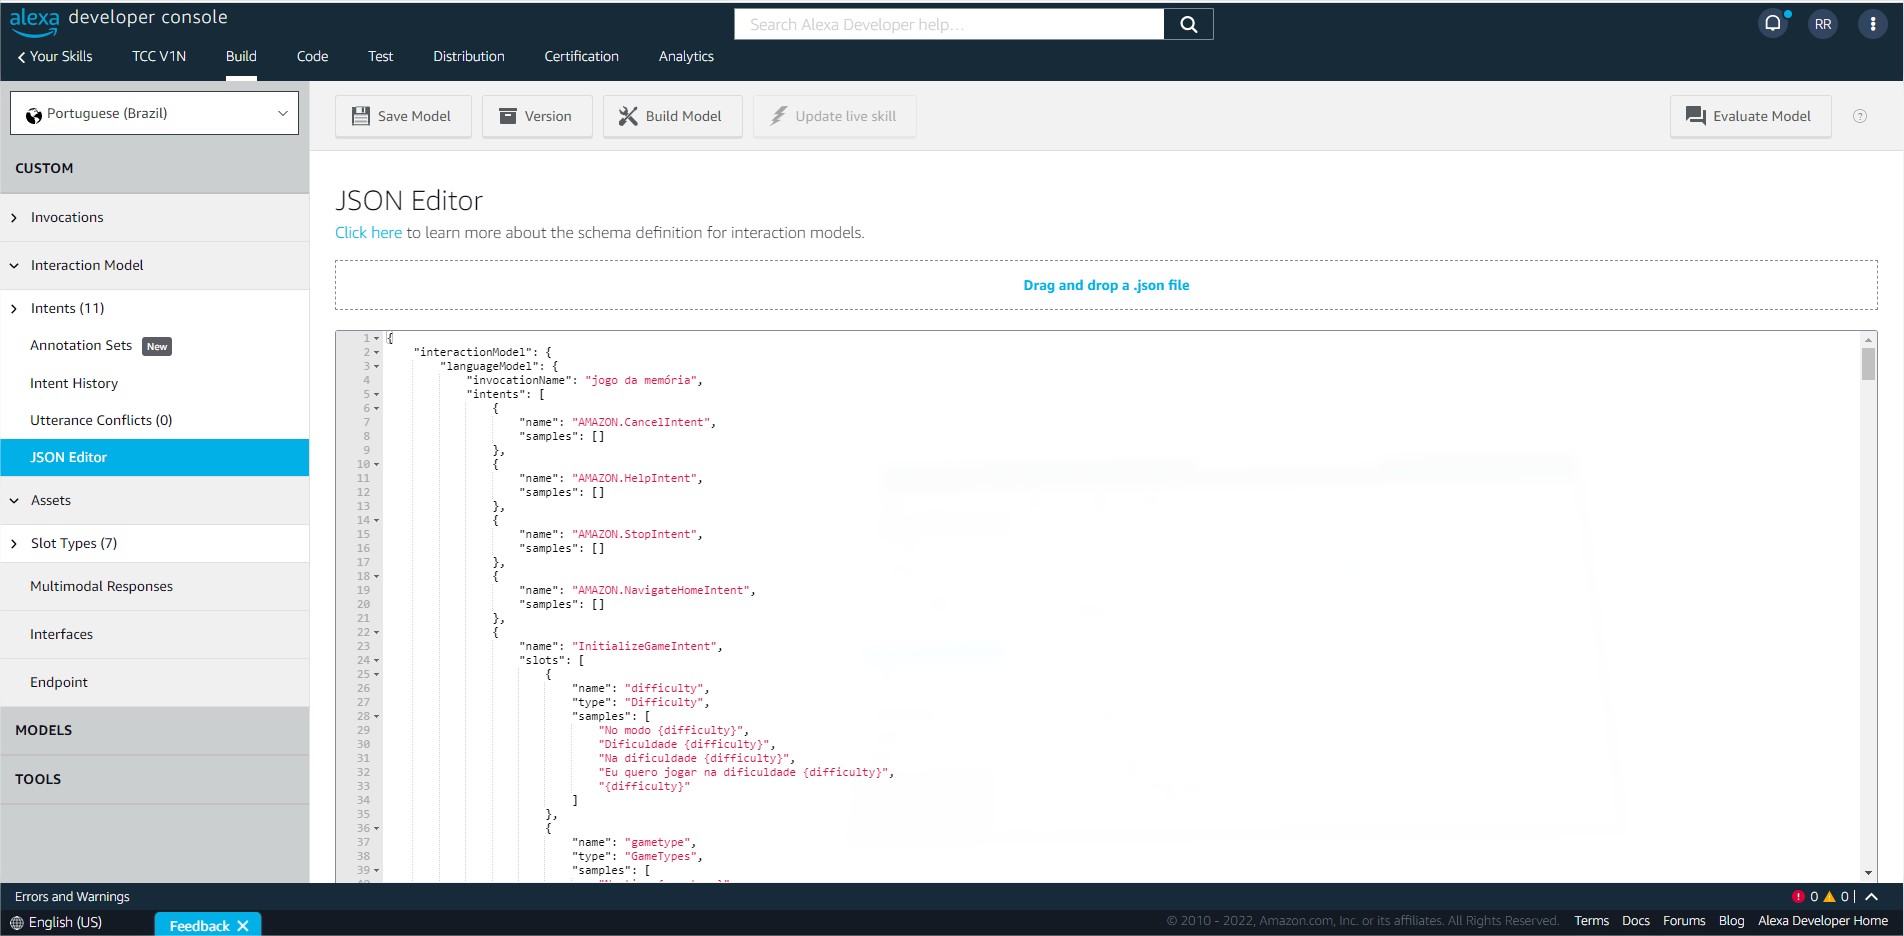 alexa developer console
Search Alexa Developer help...
RR
Your Skills
TCC V1N
Build
Code
Test
Distribution
Certification
Analytics
Portuguese (Brazil)
Save Model
Version
Build Model
Update live skill
Evaluate Model
?
CUSTOM
Invocations
Interaction Model
Intents (11)
Annotation Sets New
Intent History
Utterance Conflicts (0)
JSON Editor
Assets
Slot Types (7)
Multimodal Responses
Interfaces
Endpoint
MODELS
TOOLS
JSON Editor
Click here to learn more about the schema definition for interaction models.
Drag and drop a .json file
1 {
2 "interactionModel": {
3 "languageModel": {
4 "invocationName": "jogo da memória",
5 "intents": [
6 {
7 "name": "AMAZON.CancelIntent",
8 "samples": []
9 },
10 {
11 "name": "AMAZON.HelpIntent",
12 "samples": []
13 },
14 {
15 "name": "AMAZON.StopIntent",
16 "samples": []
17 },
18 {
19 "name": "AMAZON.NavigateHomeIntent",
20 "samples": []
21 },
22 {
23 "name": "InitializeGameIntent",
24 "slots": [
25 {
26 "name": "difficulty",
27 "type": "Difficulty",
28 "samples": [
29 "No modo {difficulty}",
30 "Dificuldade {difficulty}",
31 "Na dificuldade {difficulty}",
32 "Eu quero jogar na dificuldade {difficulty}",
33 "{difficulty}"
34 ]
35 },
36 {
37 "name": "gametype",
38 "type": "GameTypes",
39 "samples": [
Errors and Warnings
0 0
English (US)
Feedback
© 2010 - 2022, Amazon.com, Inc. or its affiliates. All Rights Reserved.
Terms
Docs
Forums
Blog
Alexa Developer Home